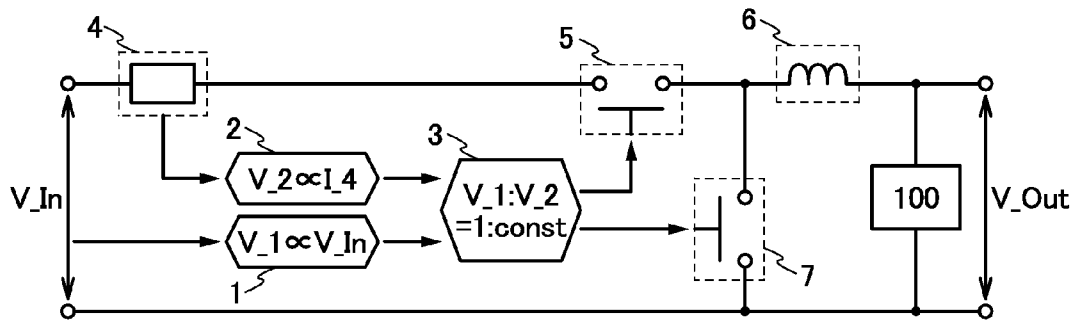 4
5
6
2
3
V_2∝I_4
V_1:V_2
=1:const
V_In
V_1∝V_In
1
7
100
V_Out